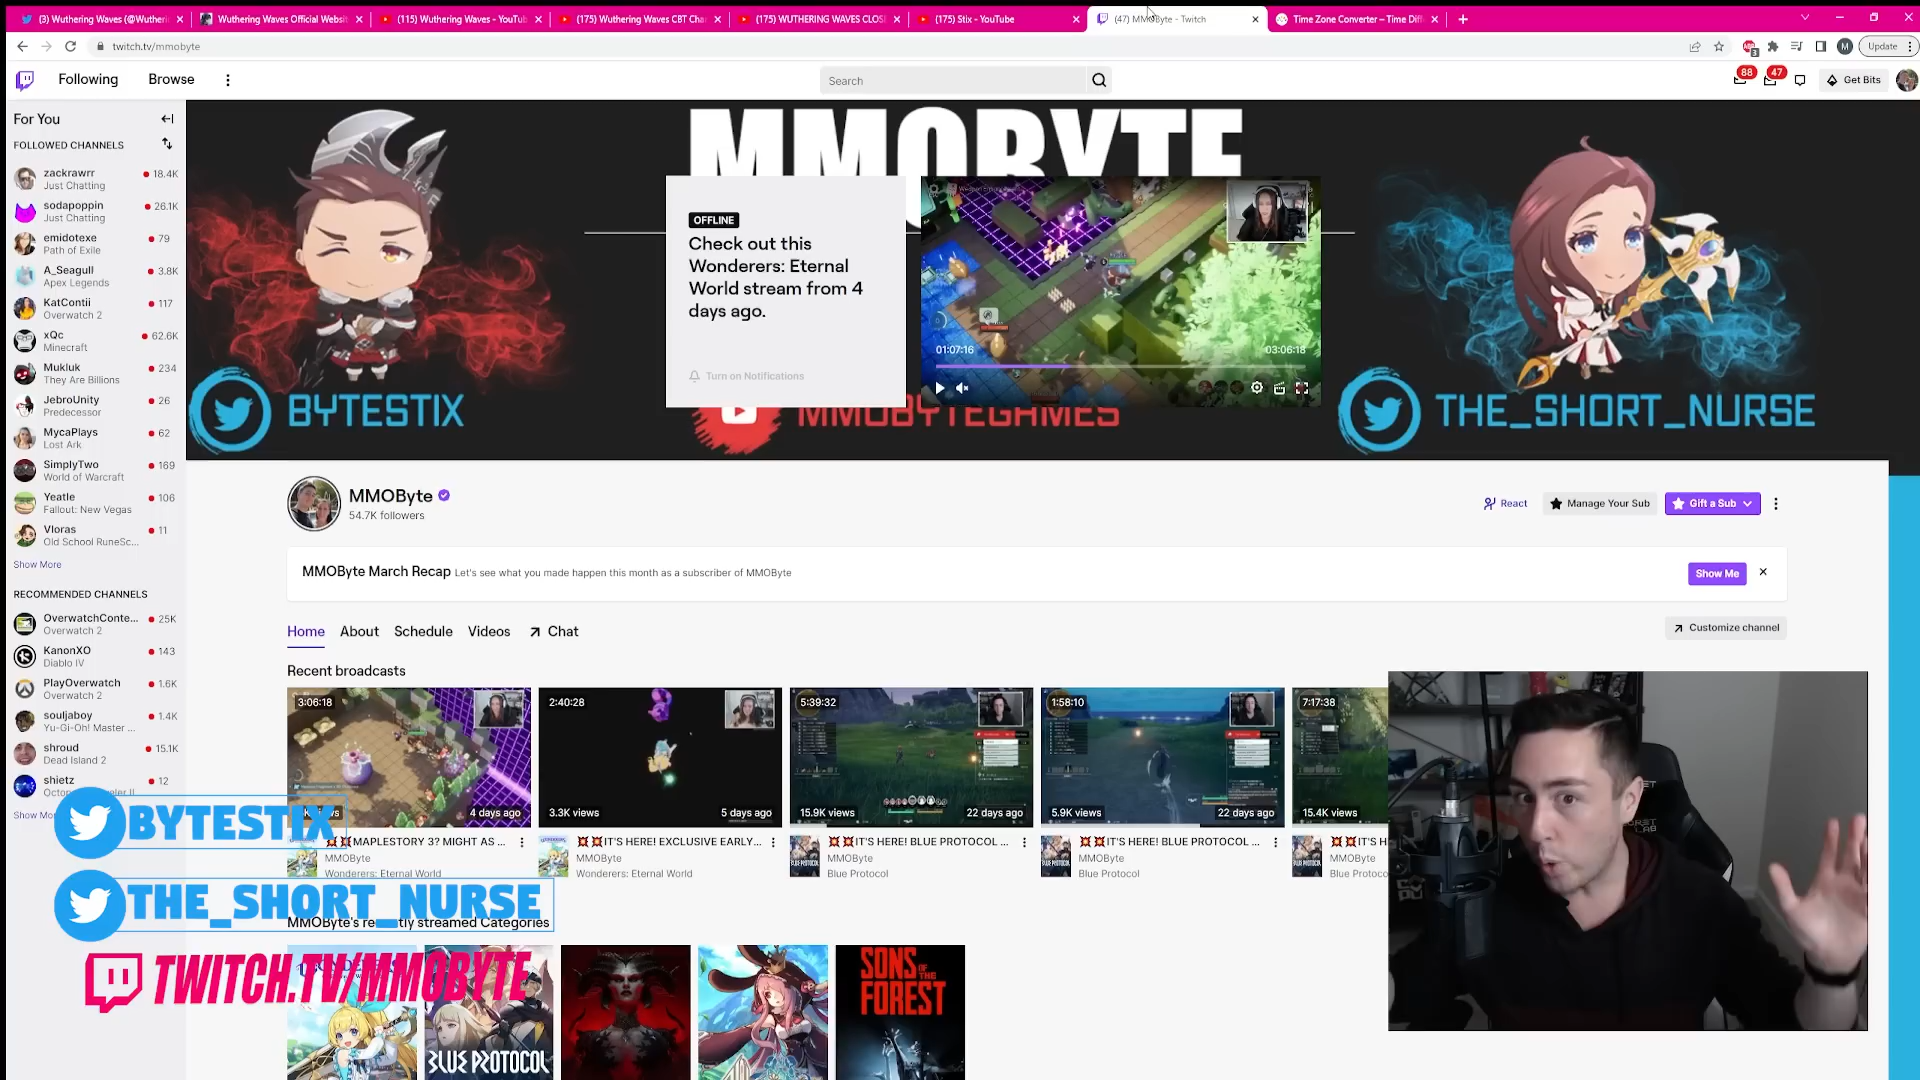 (3) Wuthering Waves (@Wutherin
Wuthering Waves Official Websit
(115) Wuthering Waves - YouTub
(175) Wuthering Waves CBT Char
(175) WUTHERING WAVES CLOS
(175) Stix - YouTube
(47) MMOByte - Twitch
Time Zone Converter – Time Diff
twitch.tv/mmobyte
Update
Following
Browse
Search
88
47
Get Bits
For You
FOLLOWED CHANNELS
zackrawrr
18.4K
Just Chatting
sodapoppin
26.1K
Just Chatting
emidotexe
79
Path of Exile
A_Seagull
3.8K
Apex Legends
KatContii
117
Overwatch 2
xQc
62.6K
Minecraft
Mukluk
234
They Are Billions
JebroUnity
26
Predecessor
MycaPlays
62
Lost Ark
SimplyTwo
169
World of Warcraft
Yeatle
106
Fallout: New Vegas
Vloras
11
Old School RuneSc...
Show More
RECOMMENDED CHANNELS
OverwatchConte...
25K
Overwatch 2
KanonXO
143
Diablo IV
PlayOverwatch
1.6K
Overwatch 2
souljaboy
1.4K
Yu-Gi-Oh! Master ...
shroud
15.1K
Dead Island 2
shietz
12
Show Mo
MMOBYTE
OFFLINE
Check out this
Wonderers: Eternal
World stream from 4
days ago.
Turn on Notifications
01:07:16
03:06:18
BYTESTIX
MMOBYTEGAMES
THE_SHORT_NURSE
MMOByte
54.7K followers
React
Manage Your Sub
Gift a Sub
MMOByte March Recap Let's see what you made happen this month as a subscriber of MMOByte
Show Me
Home
About
Schedule
Videos
Chat
Customize channel
Recent broadcasts
3:06:18
4 days ago
MAPLESTORY 3? MIGHT AS ...
MMOByte
Wonderers: Eternal World
2:40:28
3.3K views
5 days ago
IT'S HERE! EXCLUSIVE EARLY...
MMOByte
Wonderers: Eternal World
5:39:32
15.9K views
22 days ago
IT'S HERE! BLUE PROTOCOL ...
MMOByte
Blue Protocol
1:58:10
5.9K views
22 days ago
IT'S HERE! BLUE PROTOCOL ...
MMOByte
Blue Protocol
7:17:38
15.4K views
IT'S H
MMOByte
Blue Protocol
MMOByte's recently streamed Categories
BLUE PROTOCOL
SONS
OF THE
FOREST
BYTESTIX
THE_SHORT_NURSE
TWITCH.TV/MMOBYTE